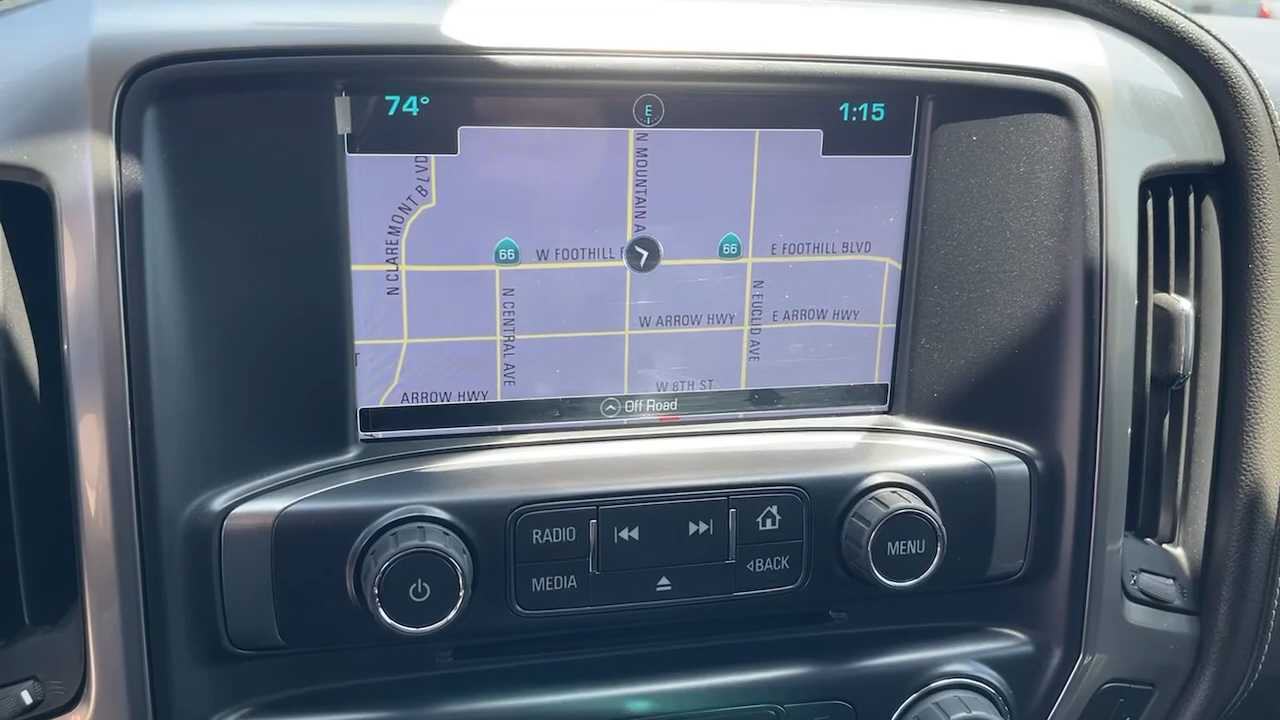 74°
E
1:15
N CLAREMONT BLVD
N MOUNTAIN A
66
W FOOTHILL
66
E FOOTHILL BLVD
N CENTRAL AVE
W ARROW HWY
N EUCLID AVE
E ARROW HWY
T
ARROW HWY
W 8TH ST
Off Road
RADIO
MEDIA
BACK
MENU